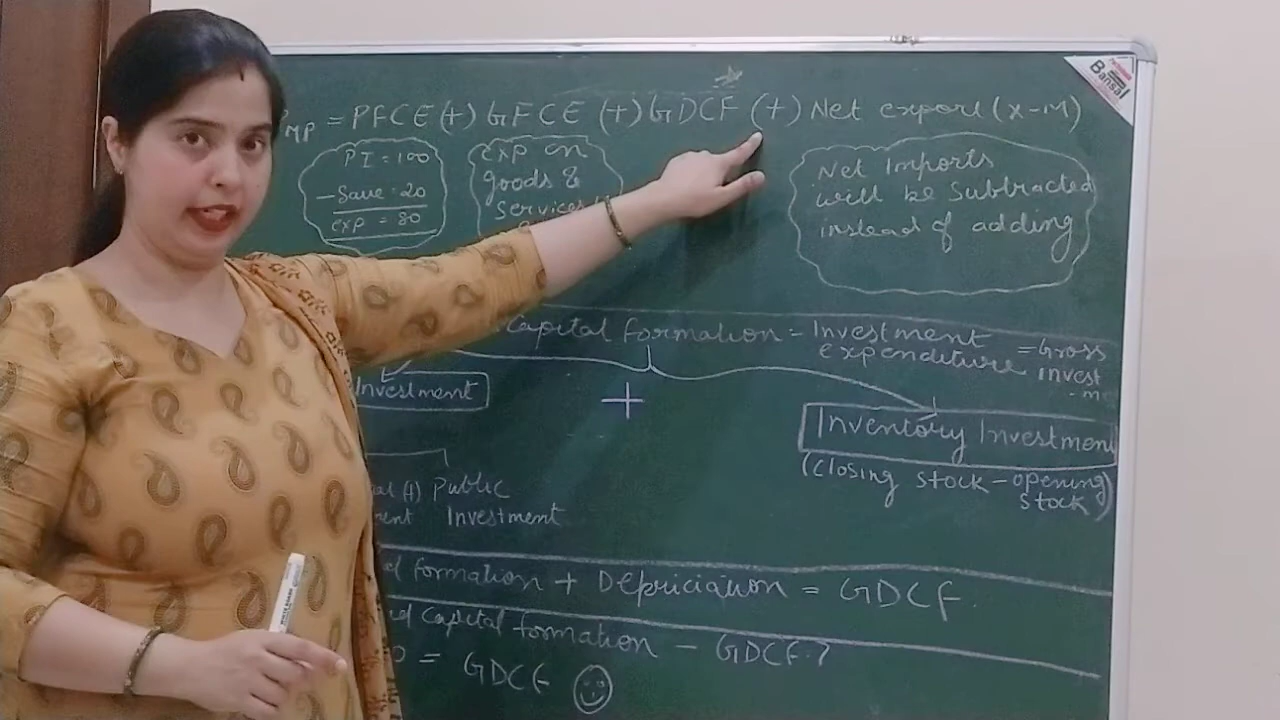 MP = PFCE (+) GFCE (+) GDCF (+) Net export (X-M)
PI = 100
- Save = 20
exp = 80
exp on
goods &
services
Net Imports
will be Subtracted
instead of adding
Capital formation = Investment
expenditure = Gross
invest
Investment
+
Inventory Investment
(closing stock - opening
stock)
(+) Public
Investment
formation + Depriciation = GDCF.
Capital formation - GDCF?
= GDCF
Bansal